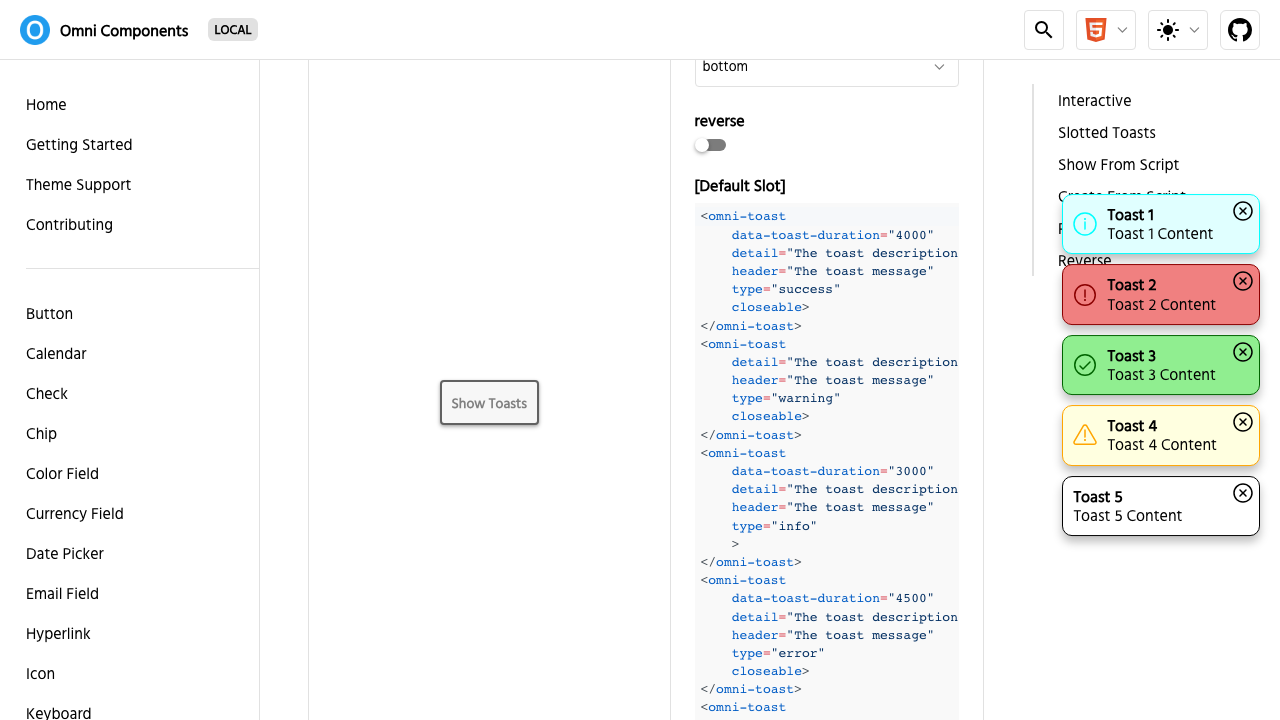 Omni Components
LOCAL
Home
Getting Started
Theme Support
Contributing
Button
Calendar
Check
Chip
Color Field
Currency Field
Date Picker
Email Field
Hyperlink
Icon
Keyboard
Show Toasts
bottom
reverse
[Default Slot]
<omni-toast
data-toast-duration="4000"
detail="The toast description
header="The toast message"
type="success"
closeable>
</omni-toast>
<omni-toast
detail="The toast description
header="The toast message"
type="warning"
closeable>
</omni-toast>
<omni-toast
data-toast-duration="3000"
detail="The toast description
header="The toast message"
type="info"
>
</omni-toast>
<omni-toast
data-toast-duration="4500"
detail="The toast description
header="The toast message"
type="error"
closeable>
</omni-toast>
<omni-toast
Interactive
Slotted Toasts
Show From Script
Create From Script
Reverse
Toast 1
Toast 1 Content
Toast 2
Toast 2 Content
Toast 3
Toast 3 Content
Toast 4
Toast 4 Content
Toast 5
Toast 5 Content